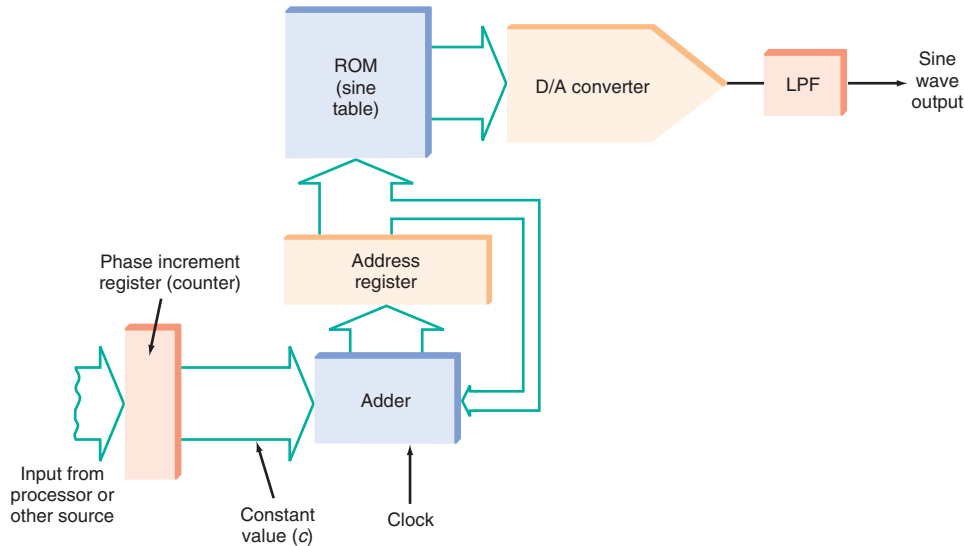 ROM
(sine
table)
D/A converter
LPF
Sine
wave
output
Phase increment
register (counter)
Address
register
Adder
Input from
processor or
other source
Constant
value (c)
Clock